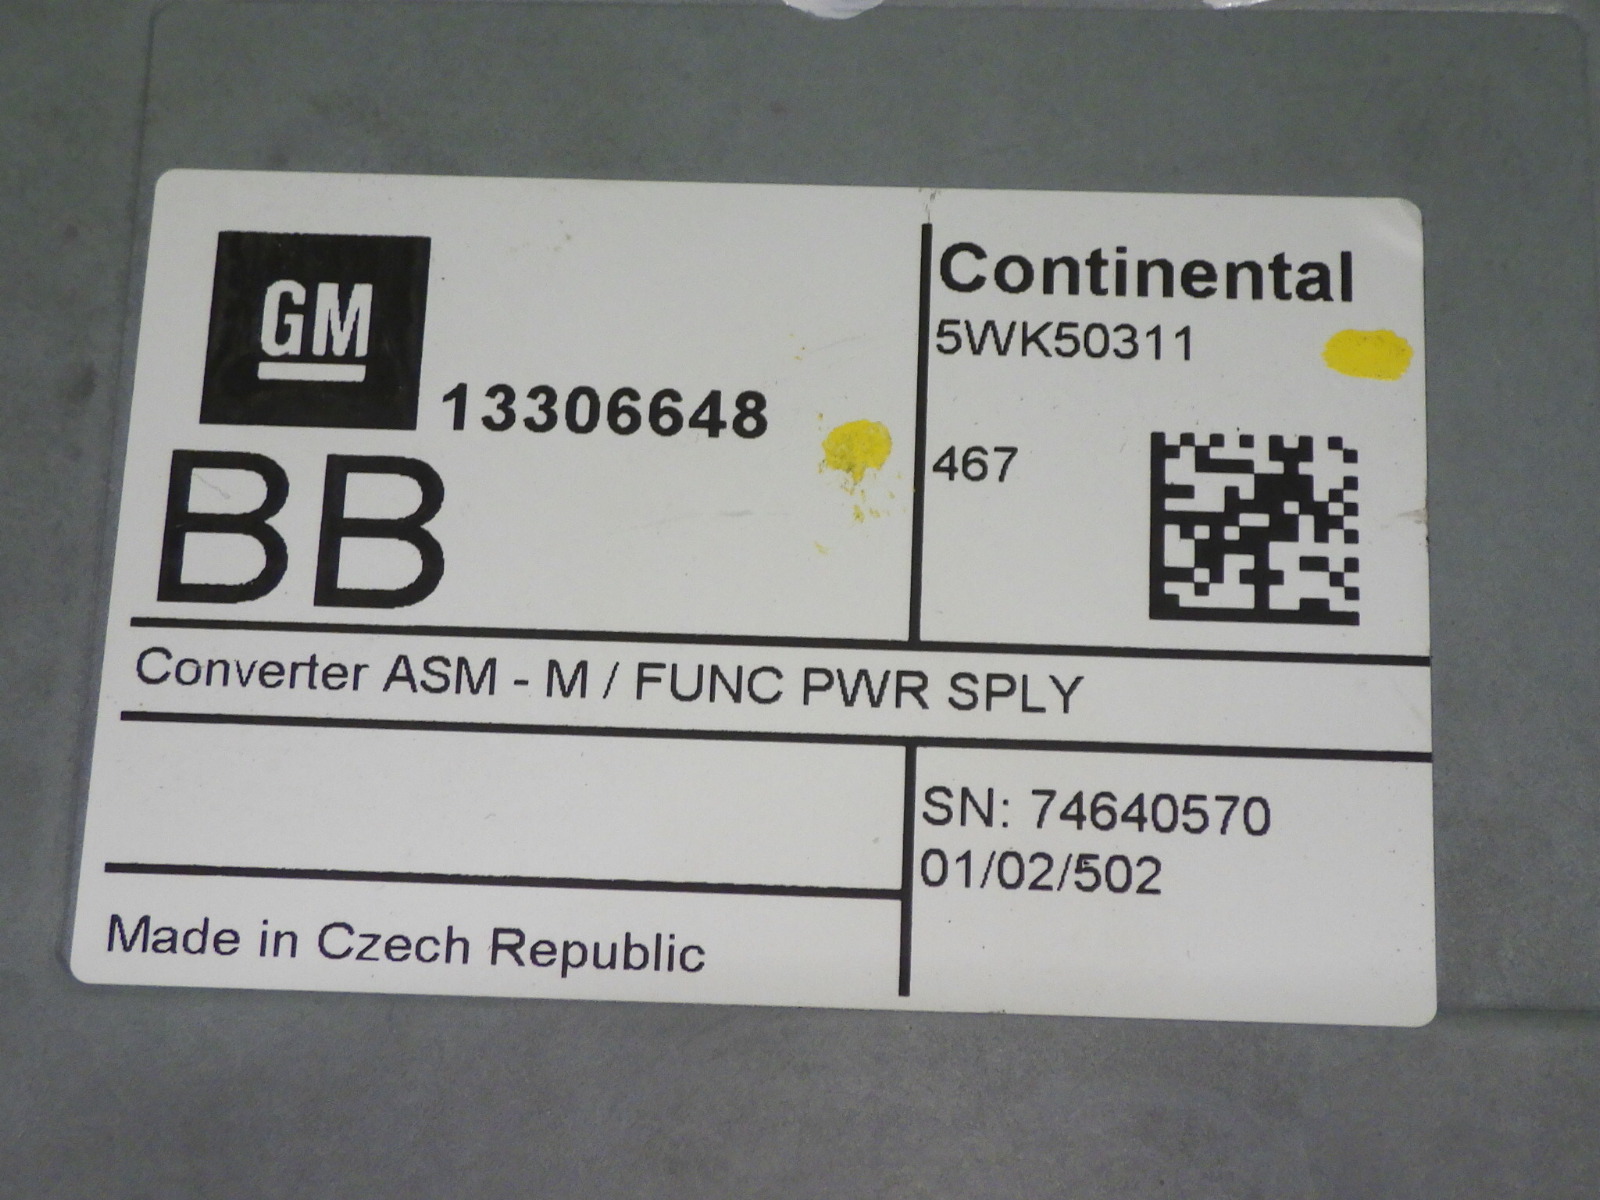 GM
13306648
BB
Continental
5WK50311
467
Converter ASM - M / FUNC PWR SPLY
SN: 74640570
01/02/502
Made in Czech Republic